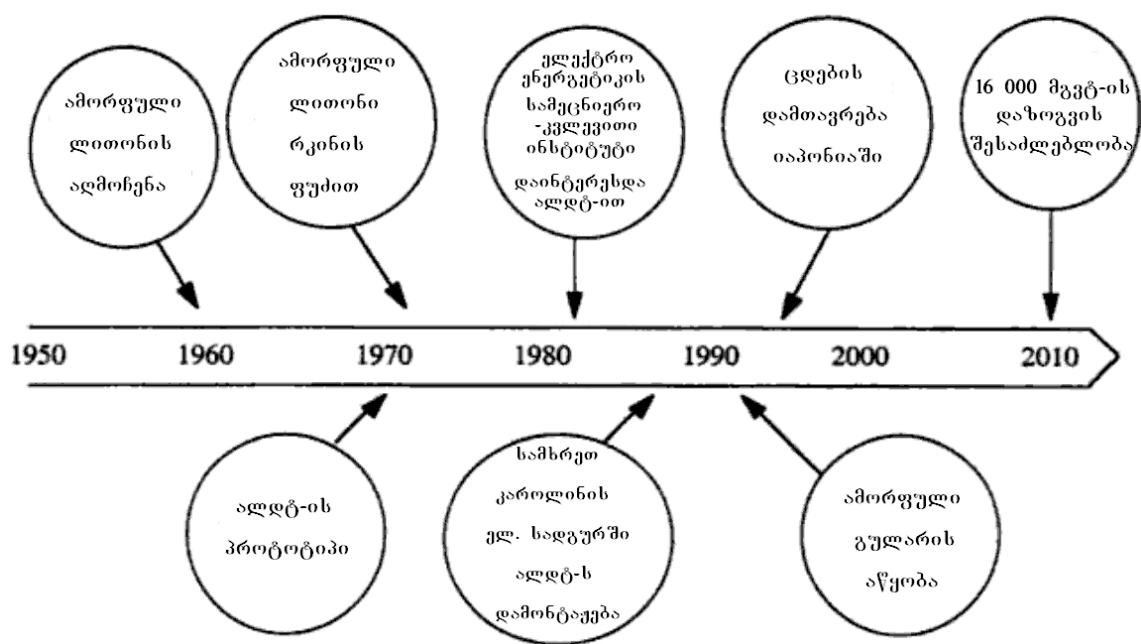 ამორფული
ლითონის
აღმოჩენა
ამორფული
ლითონი
რკინის
ფუძით
ელექტრო
ენერგეტიკის
სამეცნიერო
-კვლევითი
ინსტიტუტი
დაინტერესდა
ალდტ-ით
ცდების
დამთავრება
იაპონიაში
16 000 მგვტ-ის
დაზოგვის
შესაძლებლობა
1950 1960 1970 1980 1990 2000 2010
ალდტ-ის
პროტოტიპი
სამხრეთ
კაროლინის
ელ. სადგურში
ალდტ-ს
დამონტაჟება
ამორფული
გულარის
აწყობა